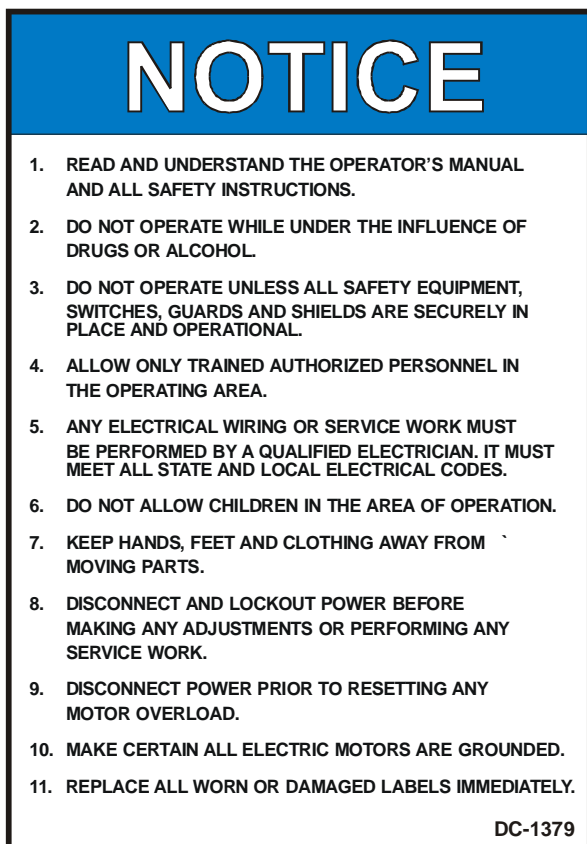 NOTICE
1. READ AND UNDERSTAND THE OPERATOR'S MANUAL
AND ALL SAFETY INSTRUCTIONS.
2. DO NOT OPERATE WHILE UNDER THE INFLUENCE OF
DRUGS OR ALCOHOL.
3. DO NOT OPERATE UNLESS ALL SAFETY EQUIPMENT,
SWITCHES, GUARDS AND SHIELDS ARE SECURELY IN
PLACE AND OPERATIONAL.
4. ALLOW ONLY TRAINED AUTHORIZED PERSONNEL IN
THE OPERATING AREA.
5. ANY ELECTRICAL WIRING OR SERVICE WORK MUST
BE PERFORMED BY A QUALIFIED ELECTRICIAN. IT MUST
MEET ALL STATE AND LOCAL ELECTRICAL CODES.
6. DO NOT ALLOW CHILDREN IN THE AREA OF OPERATION.
7. KEEP HANDS, FEET AND CLOTHING AWAY FROM `
MOVING PARTS.
8. DISCONNECT AND LOCKOUT POWER BEFORE
MAKING ANY ADJUSTMENTS OR PERFORMING ANY
SERVICE WORK.
9. DISCONNECT POWER PRIOR TO RESETTING ANY
MOTOR OVERLOAD.
10. MAKE CERTAIN ALL ELECTRIC MOTORS ARE GROUNDED.
11. REPLACE ALL WORN OR DAMAGED LABELS IMMEDIATELY.
DC-1379